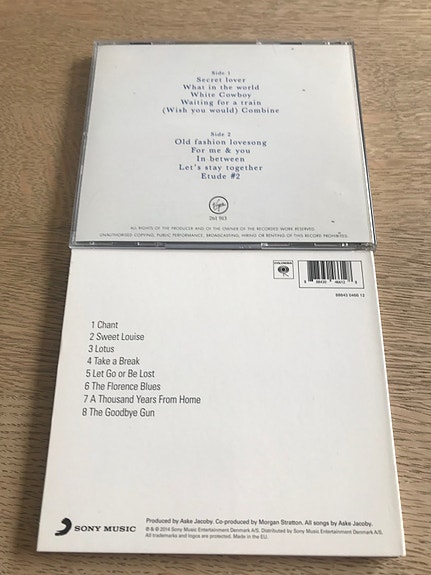 Side 1
Secret lover
What in the world
White Cowboy
Waiting for a train
(Wish you would) Combine
Side 2
Old fashion lovesong
For me & you
In between
Let's stay together
Etude #2
Virgin
261 913
ALL RIGHTS OF THE PRODUCER AND OF THE OWNER OF THE RECORDED WORK RESERVED.
UNAUTHORISED COPYING, PUBLIC PERFORMANCE, BROADCASTING, HIRING OR RENTING OF THIS RECORD PROHIBITED.
COLUMBIA
88843 0466 12
1 Chant
2 Sweet Louise
3 Lotus
4 Take a Break
5 Let Go or Be Lost
6 The Florence Blues
7 A Thousand Years From Home
8 The Goodbye Gun
SONY MUSIC
Produced by Aske Jacoby. Co-produced by Morgan Stratton. All songs by Aske Jacoby.
℗ & © 2014 Sony Music Entertainment Denmark A/S. Distributed by Sony Music Entertainment Denmark A/S.
All trademarks and logos are protected. Made in the EU.